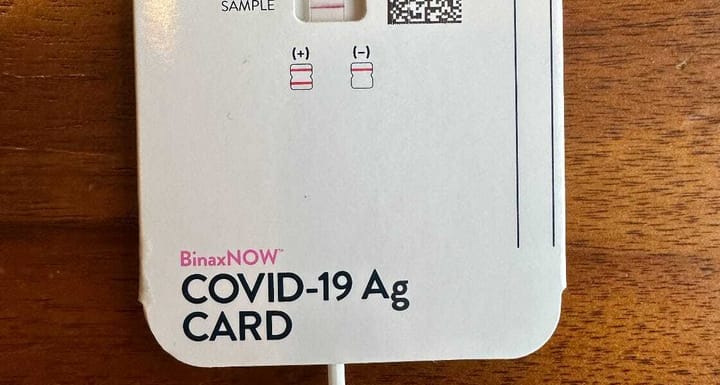 SAMPLE
(+) (−)
BinaxNOW™
COVID-19 Ag
CARD